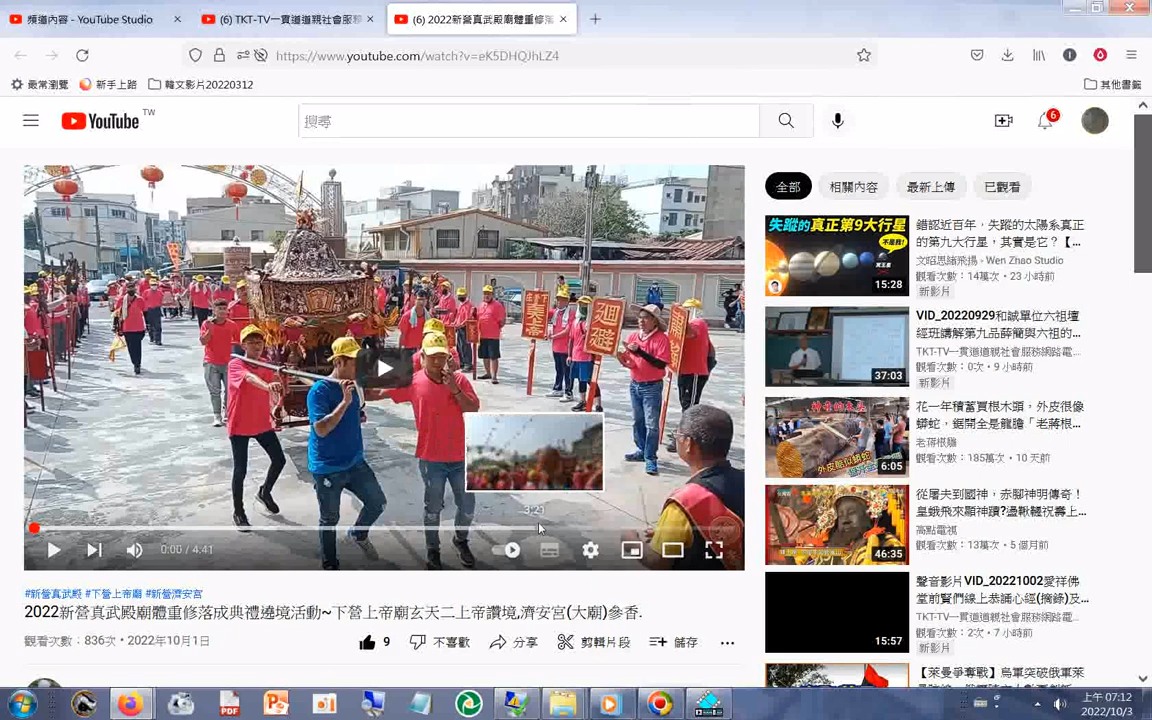 頻道內容 - YouTube Studio
(6) TKT-TV一貫道道親社會服務
(6) 2022新營真武殿廟體重修落
https://www.youtube.com/watch?v=eK5DHQJhLZ4
最常瀏覽
新手上路
韓文影片20220312
其他書籤
YouTube
TW
搜尋
6
全部
相關內容
最新上傳
已觀看
迴避
3:21
0:00 / 4:41
#新營真武殿 #下營上帝廟 #新營濟安宮
2022新營真武殿廟體重修落成典禮遶境活動~下營上帝廟玄天二上帝讚境,濟安宮(大廟)參香.
觀看次數：836次・2022年10月1日
9
不喜歡
分享
剪輯片段
儲存
失蹤的真正第9大行星
不是我!
冥王星
15:28
錯認近百年，失蹤的太陽系真正
的第九大行星，其實是它？【...
文昭思緒飛揚 - Wen Zhao Studio
觀看次數：14萬次・23 小時前
新影片
37:03
VID_20220929和誠單位六祖壇
經班講解第九品薛簡與六祖的...
TKT-TV一貫道道親社會服務網路電...
觀看次數：0次・9 小時前
新影片
外皮酷似蟒蛇
6:05
花一年積蓄買根木頭，外皮很像
蟒蛇，鋸開全是龍膽「老蔣根...
老蔣根雕
觀看次數：185萬次・10 天前
46:35
從屠夫到國神，赤腳神明傳奇！
皇蛾飛來顯神蹟?盪鞦韆祝壽上...
高點電視
觀看次數：13萬次・5 個月前
15:57
聲音影片VID_20221002愛祥佛
堂前賢們線上恭誦心經(摘錄)及...
TKT-TV一貫道道親社會服務網路電...
觀看次數：2次・7 小時前
新影片
【萊曼爭奪戰】烏軍突破俄軍萊
PDF
上午 07:12
2022/10/3